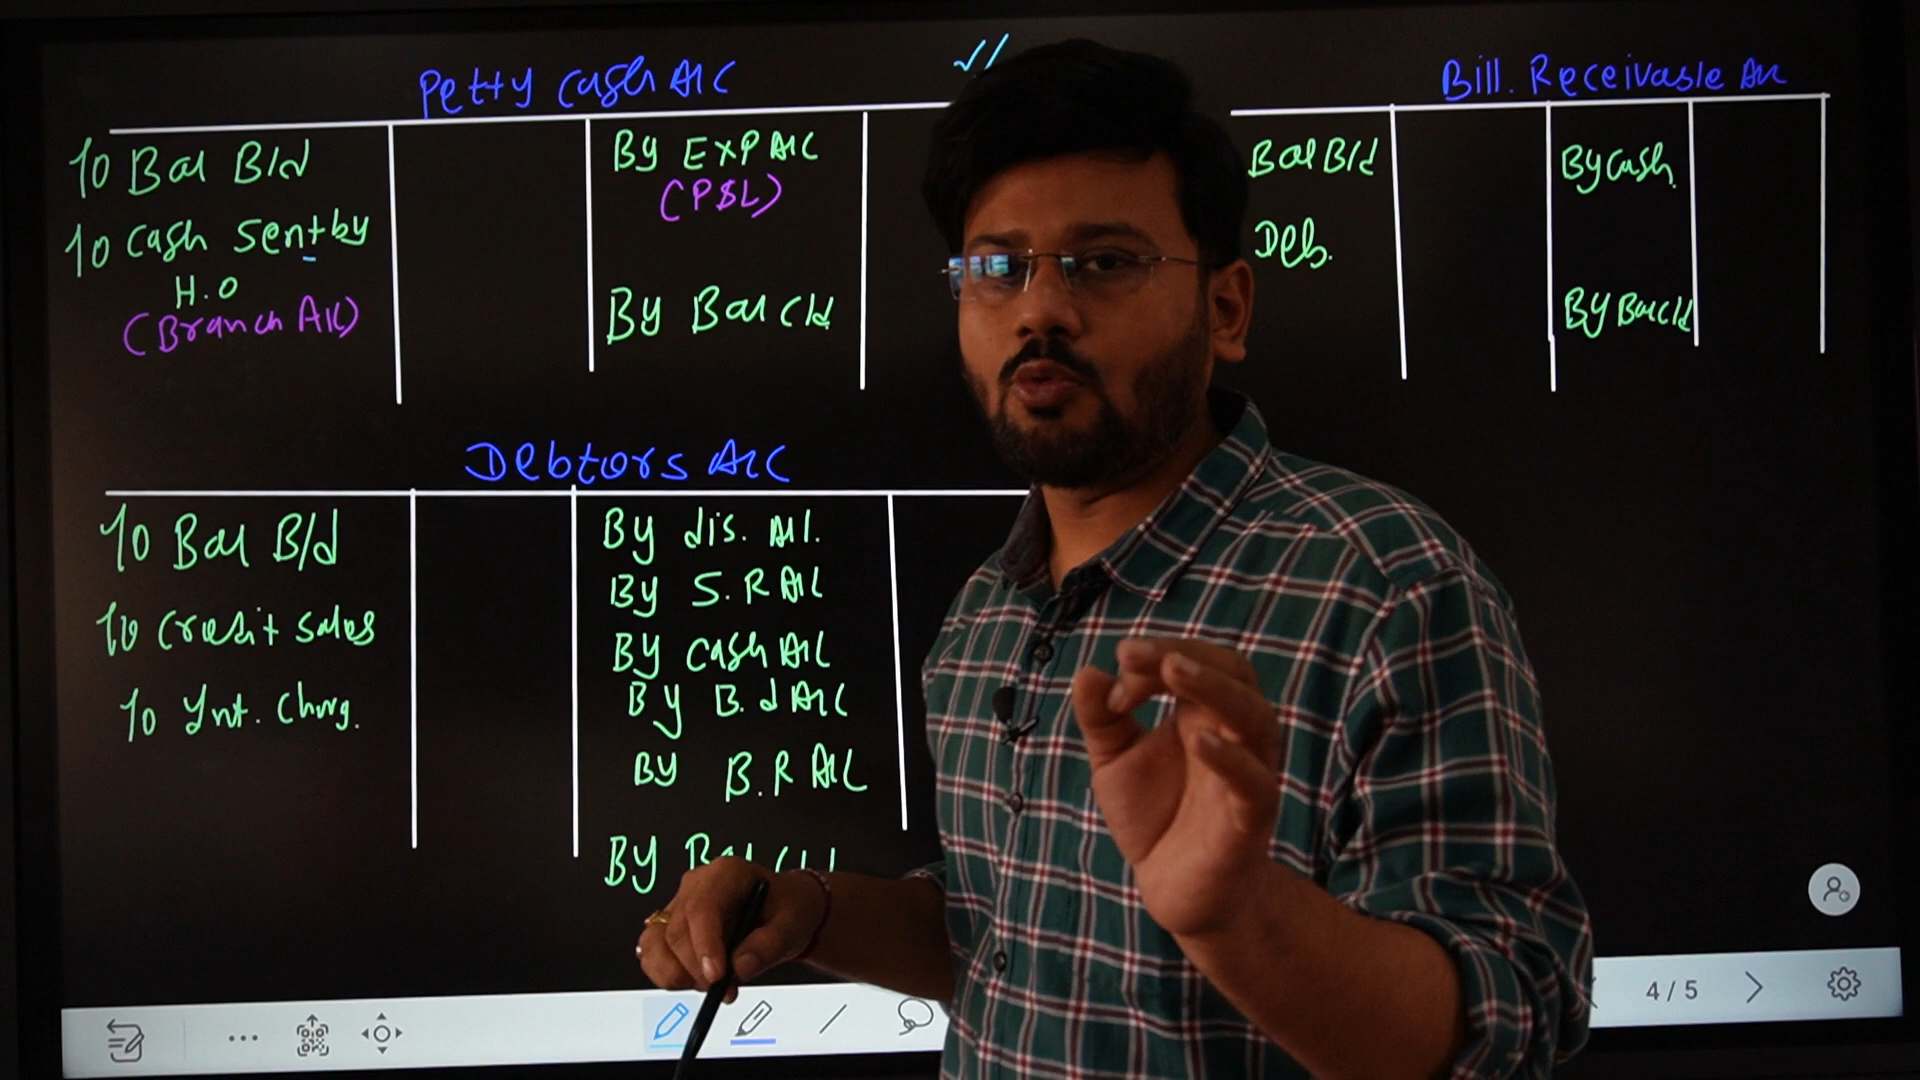 Petty Cash A/C
To Bal B/d
To Cash Sent by
H.O
(Branch A/C)
By EXP A/C
(P&L)
By Bal C/d
Bill. Receivable A/c
Bal B/d
Deb.
By Cash
By Bal C/d
Debtors A/C
To Bal B/d
To Credit Sales
To Int. Chrg.
By dis. A/C.
By S.R A/C
By Cash A/C
By B.d A/C
By B.R A/C
By Bal C/d
4/5